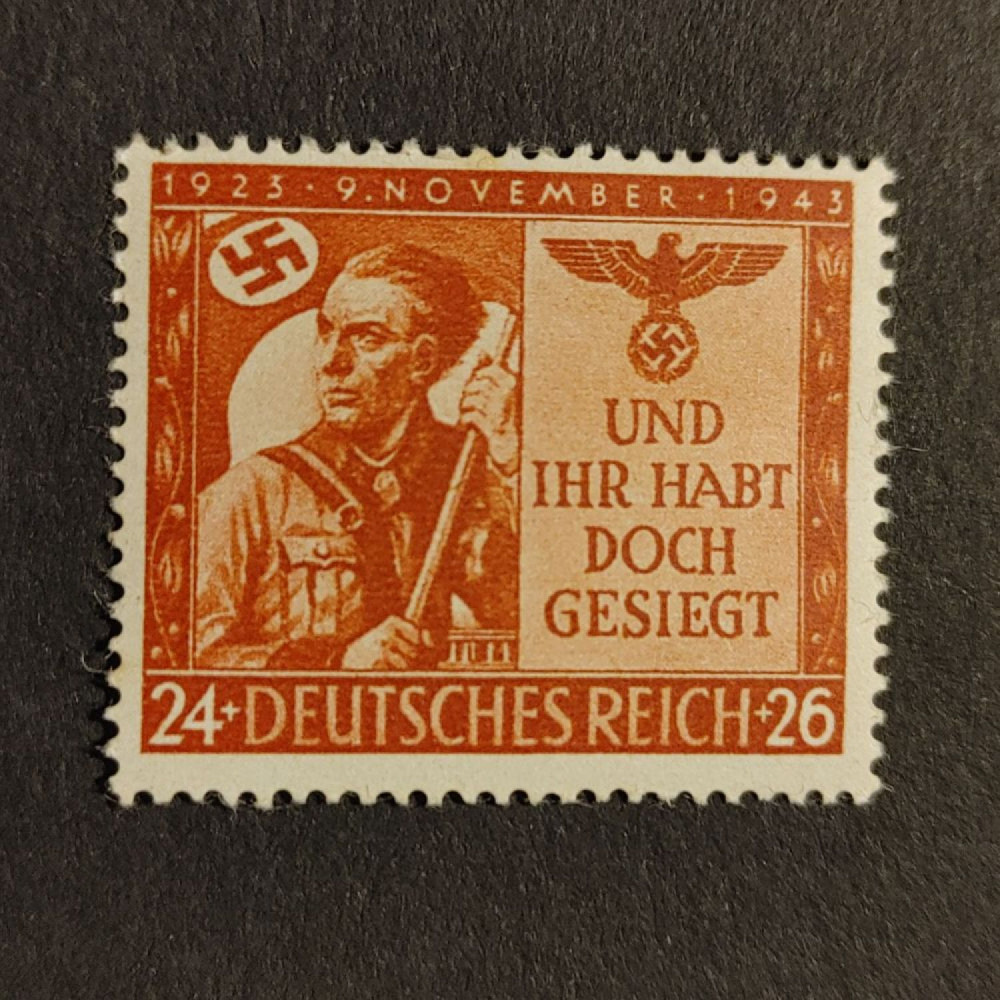 1923 · 9. NOVEMBER · 1943
UND
IHR HABT
DOCH
GESIEGT
24+ DEUTSCHES REICH +26